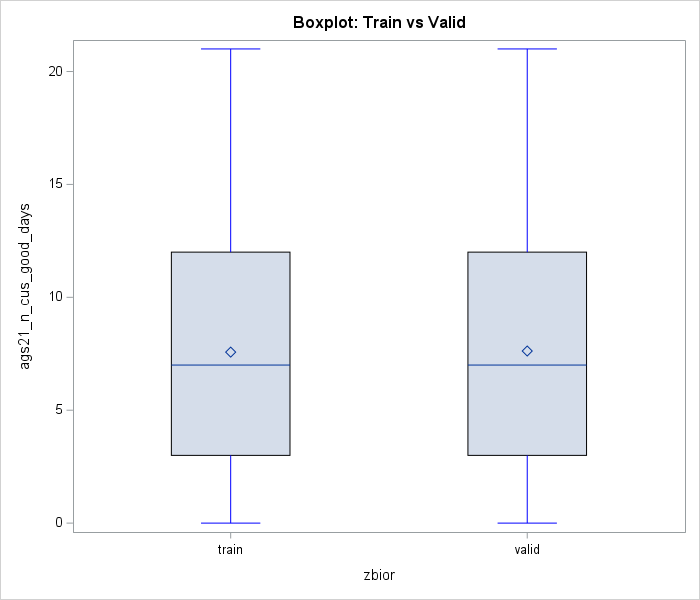 Boxplot: Train vs Valid
ags21_n_cus_good_days
20
15
10
5
0
train valid
zbior